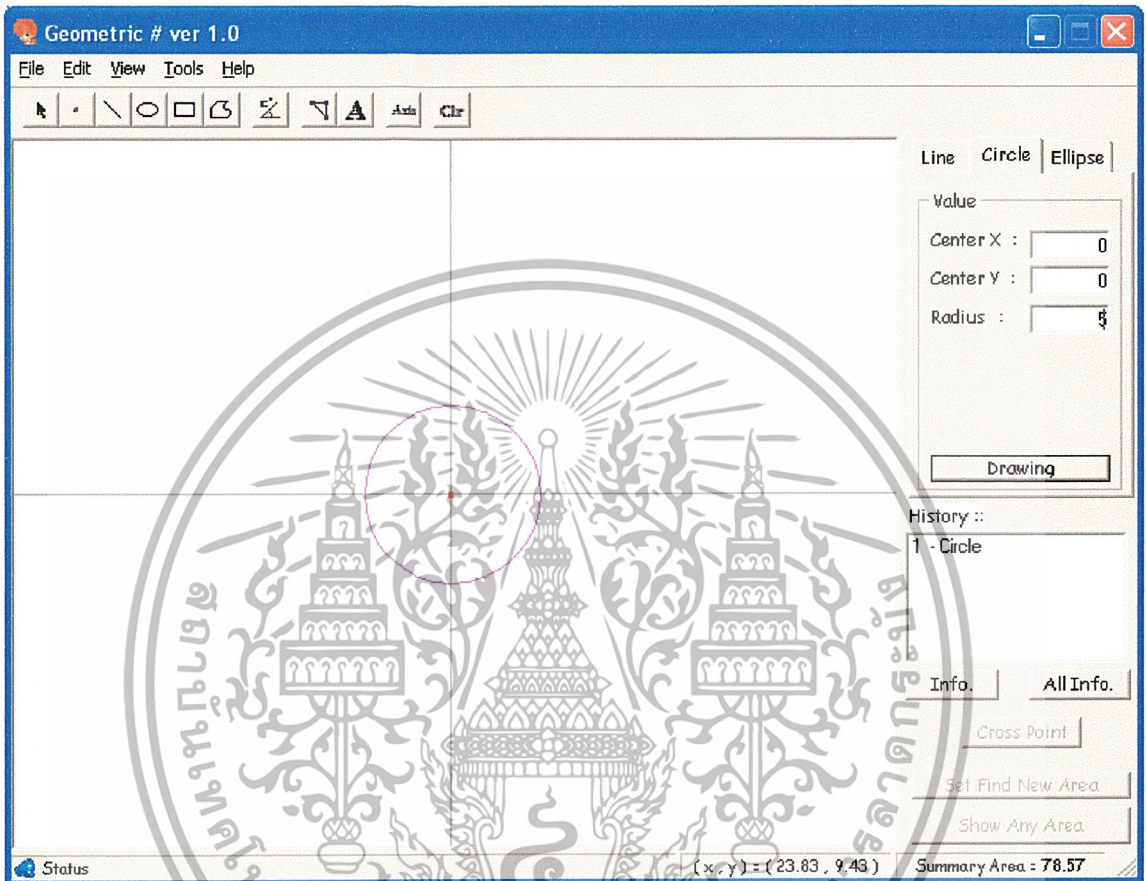 Geometric # ver 1.0
File Edit View Tools Help
A Axis Clr
Line Circle Ellipse
Value
Center X : 0
Center Y : 0
Radius : 5
Drawing
History ::
1 - Circle
Info. All Info.
Cross Point
Set Find New Area
Show Any Area
Status (x,y)=(23.83 , 9.43) Summary Area : 78.57